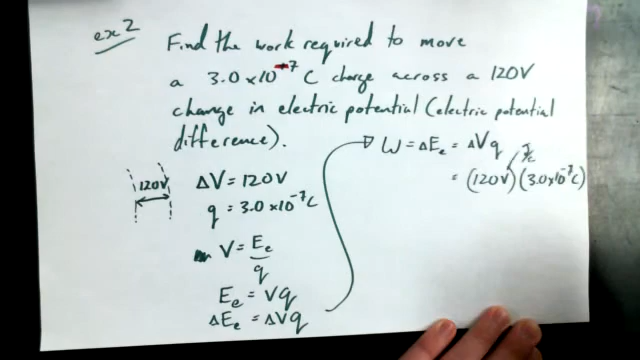 ex 2
Find the work required to move
a 3.0 × 10⁻⁷ C charge across a 120V
change in electric potential (electric potential
difference).
120V
ΔV = 120V
q = 3.0 × 10⁻⁷ C
V = Ee/q
Ee = Vq
ΔEe = ΔVq
W = ΔEe = ΔVq
J/C
= (120V)(3.0 × 10⁻⁷ C)